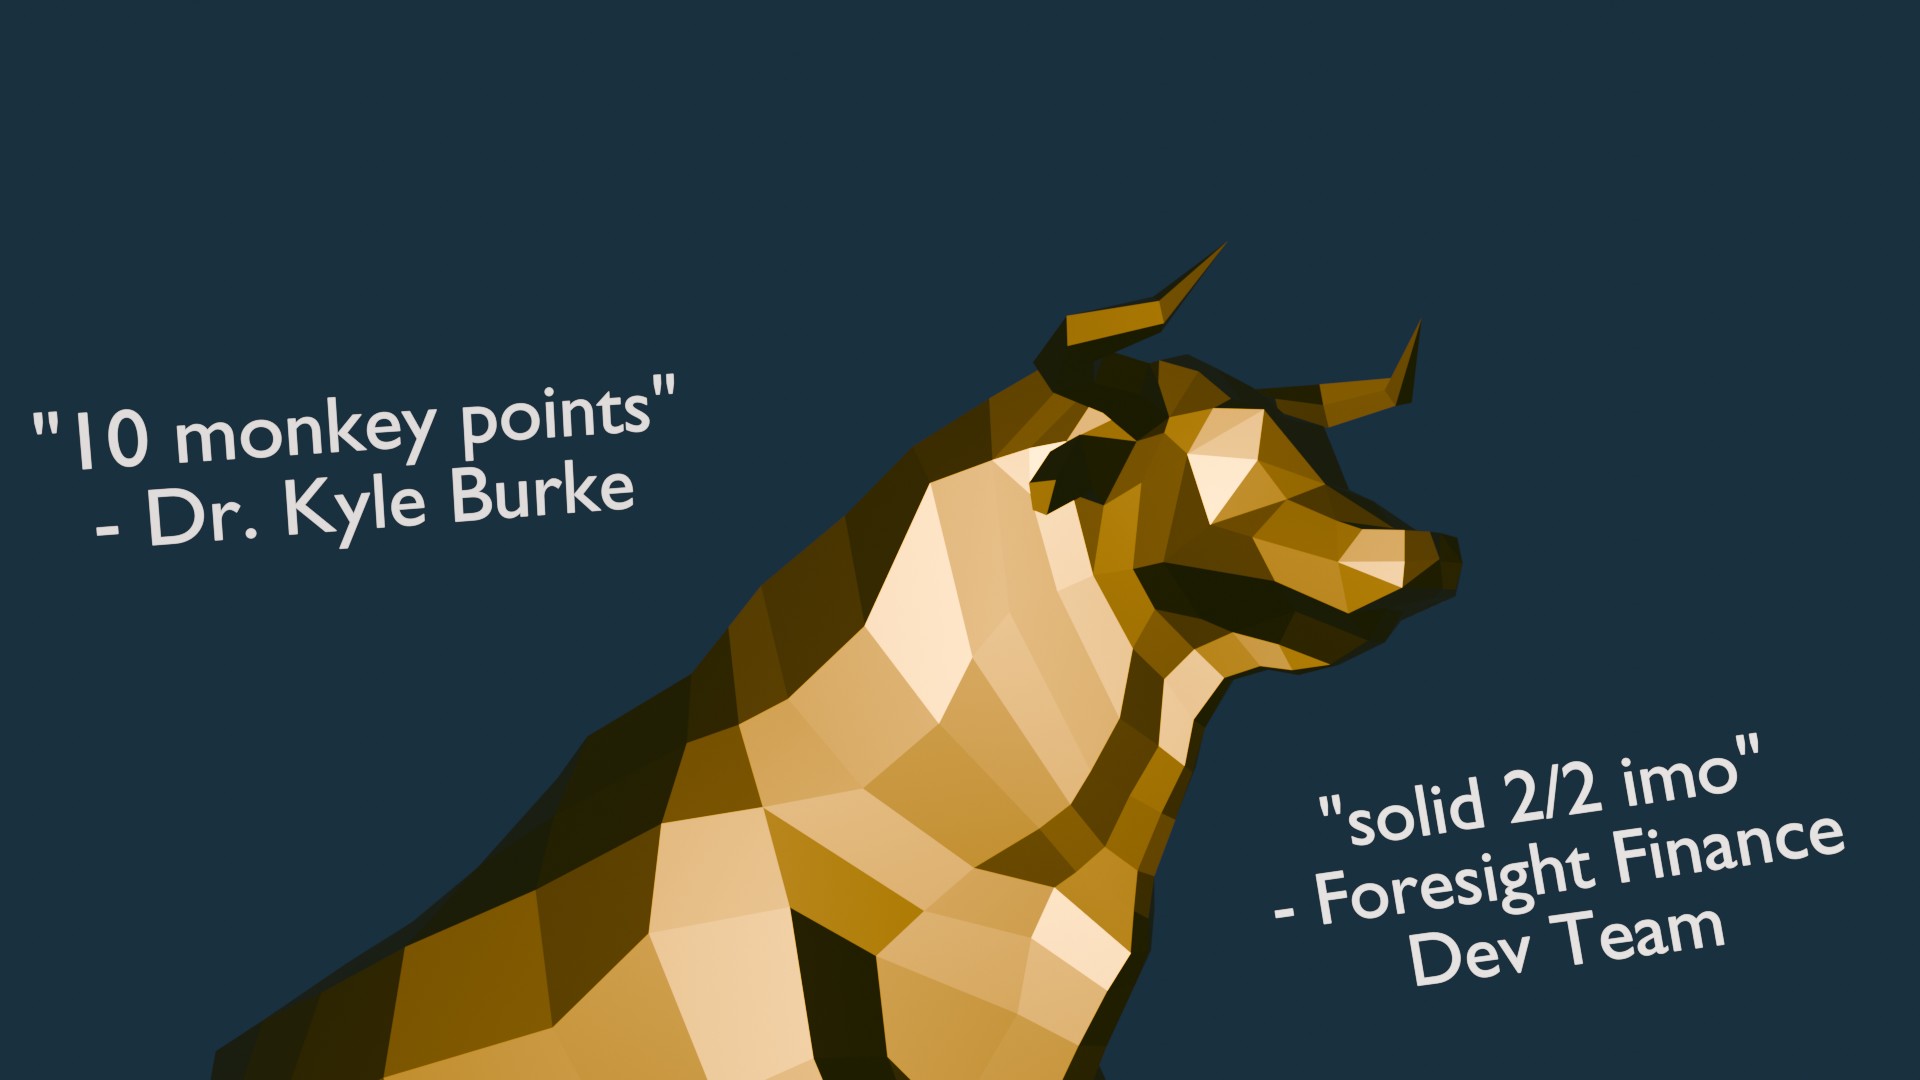 "10 monkey points"
- Dr. Kyle Burke
"solid 2/2 imo"
- Foresight Finance
Dev Team